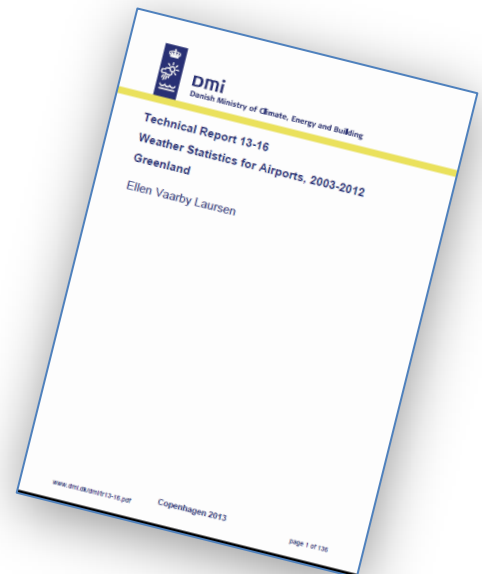 DMi
Danish Ministry of Climate, Energy and Building
Technical Report 13-16
Weather Statistics for Airports, 2003-2012
Greenland
Ellen Vaarby Laursen
www.dmi.dk/dmi/tr13-16.pdf
Copenhagen 2013
page 1 of 136